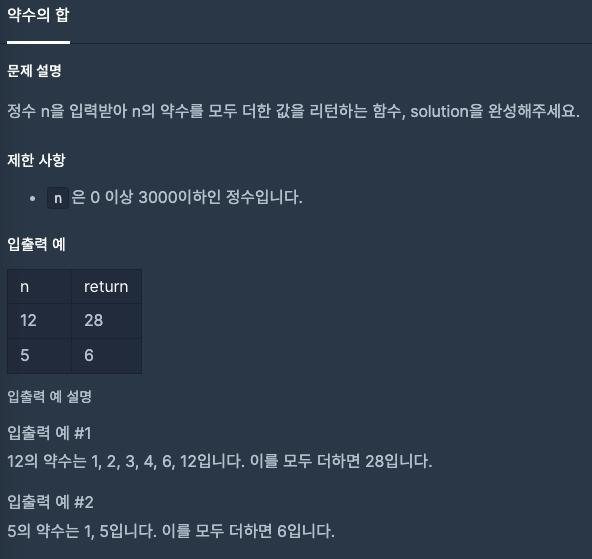 약수의 합
문제 설명
정수 n을 입력받아 n의 약수를 모두 더한 값을 리턴하는 함수, solution을 완성해주세요.
제한 사항
• n 은 0 이상 3000이하인 정수입니다.
입출력 예
n return
12 28
5 6
입출력 예 설명
입출력 예 #1
12의 약수는 1, 2, 3, 4, 6, 12입니다. 이를 모두 더하면 28입니다.
입출력 예 #2
5의 약수는 1, 5입니다. 이를 모두 더하면 6입니다.